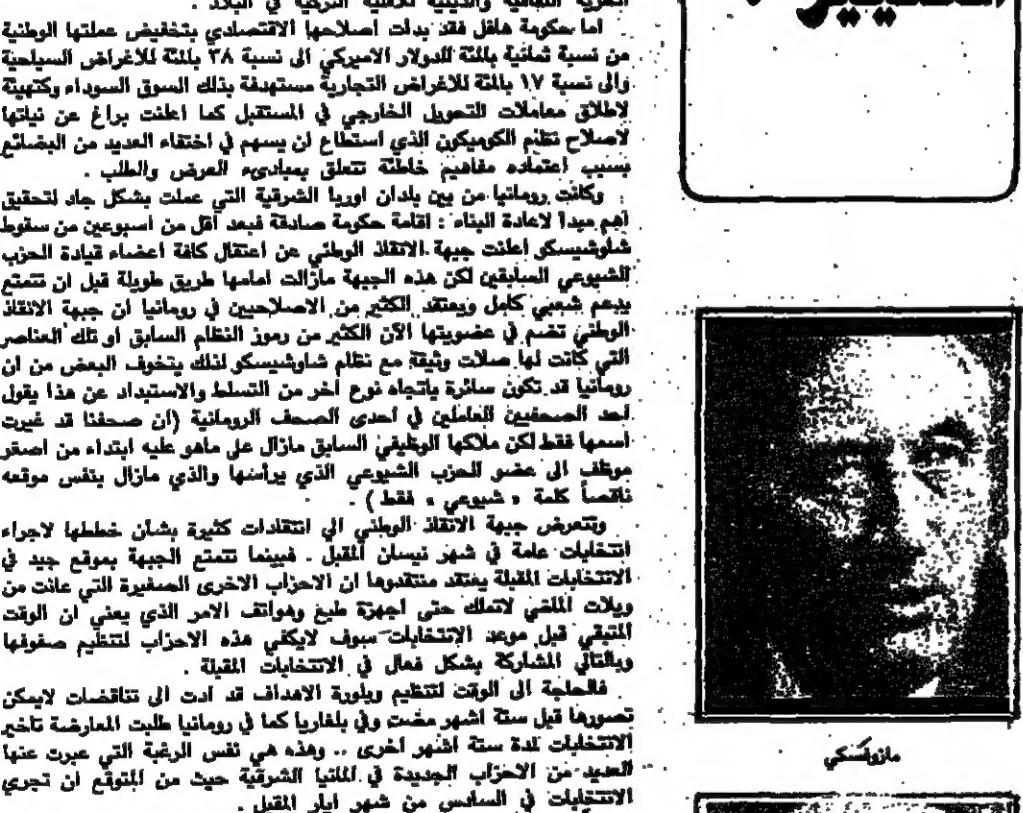 الحرية الثقافية والدينية للاقلية التركية في البلاد .
اما حكومة هافل فقد بدات اصلاحها الاقتصادي بتخفيض عملتها الوطنية
من نسبة ثمانية بالمئة للدولار الاميركي الى نسبة ٣٨ بالمئة للاغراض السياحية
والى نسبة ١٧ بالمئة للاغراض التجارية مستهدفة بذلك السوق السوداء وكتهيئة
لاطلاق معاملات للتحويل الخارجي في المستقبل كما اعلنت براغ عن نياتها
لاصلاح نظام الكوميكون الذي استطاع ان يسهم في اختفاء العديد من البضائع
بسبب اعتماده مفاهيم خاطئة تتعلق بمبادىء العرض والطلب .
وكانت رومانيا من بين بلدان اوربا الشرقية التي عملت بشكل جاد لتحقيق
اهم مبدا لاعادة البناء : اقامة حكومة صادقة فبعد اقل من اسبوعين من سقوط
شاوشيسكو اعلنت جبهة الانقاذ الوطني عن اعتقال كافة اعضاء قيادة الحزب
الشيوعي السابقين لكن هذه الجبهة مازالت امامها طريق طويلة قبل ان تتمتع
بدعم شعبي كامل ويعتقد الكثير من الاصلاحيين في رومانيا ان جبهة الانقاذ
الوطني تضم في عضويتها الآن الكثير من رموز النظام السابق او تلك العناصر
التي كانت لها صلات وثيقة مع نظام شاوشيسكو لذلك يتخوف البعض من ان
رومانيا قد تكون سائرة باتجاه نوع آخر من التسلط والاستبداد عن هذا يقول
احد الصحفيين العاملين في احدى الصحف الرومانية (ان صحفنا قد غيرت
اسمها فقط لكن ملاكها الوظيفي السابق مازال على ماهو عليه ابتداء من اصغر
موظف الى عضو الحزب الشيوعي الذي يرأسها والذي مازال بنفس موقعه
ناقصاً كلمة « شيوعي » فقط ) .
وتتعرض جبهة الانقاذ الوطني الى انتقادات كثيرة بشأن خططها لاجراء
انتخابات عامة في شهر نيسان المقبل . فبينما تتمتع الجبهة بموقع جيد في
الانتخابات المقبلة يعتقد منتقدوها ان الاحزاب الاخرى الصغيرة التي عانت من
ويلات الماضي لاتملك حتى اجهزة طبع وهواتف الامر الذي يعني ان الوقت
المتبقي قبل موعد الانتخابات سوف لايكفي هذه الاحزاب لتنظيم صفوفها
وبالتالي المشاركة بشكل فعال في الانتخابات المقبلة .
فالحاجة الى الوقت لتنظيم وبلورة الاهداف قد ادت الى تناقضات لايمكن
تصورها قبل ستة اشهر مضت وفي بلغاريا كما في رومانيا طلبت المعارضة تاخير
الانتخابات لمدة ستة اشهر اخرى .. وهذه هي نفس الرغبة التي عبرت عنها
العديد من الاحزاب الجديدة في المانيا الشرقية حيث من المتوقع ان تجري
الانتخابات في السادس من شهر ايار المقبل .
مازوفسكي